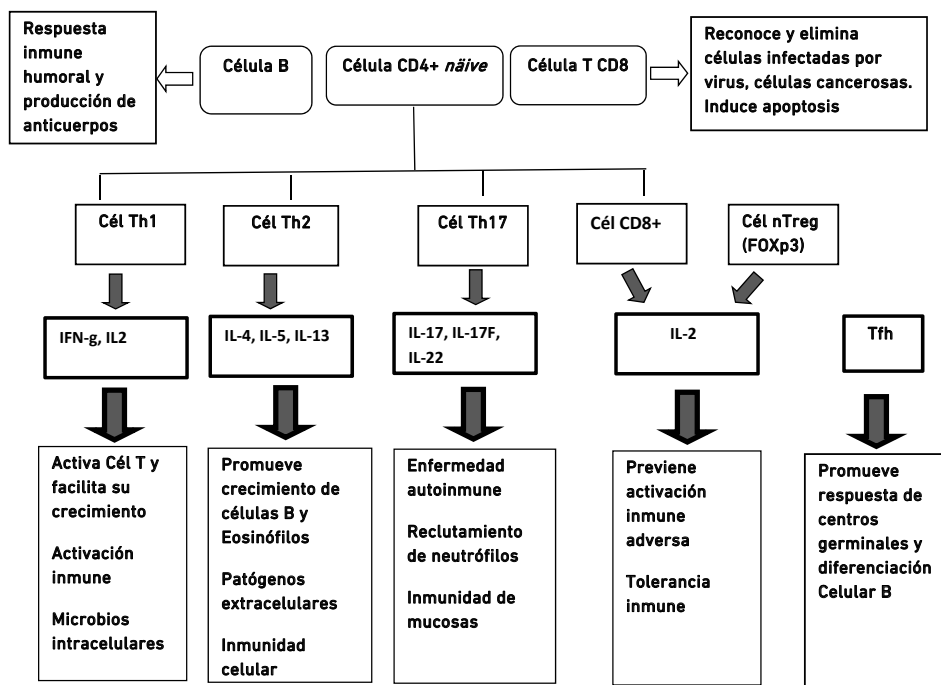 Respuesta
inmune
humoral y
producción de
anticuerpos
Célula B
Célula CD4+ näive
Célula T CD8
Reconoce y elimina
células infectadas por
virus, células cancerosas.
Induce apoptosis
Cél Th1
Cél Th2
Cél Th17
Cél CD8+
Cél nTreg
(FOXp3)
IFN-g, IL2
IL-4, IL-5, IL-13
IL-17, IL-17F,
IL-22
IL-2
Tfh
Activa Cél T y
facilita su
crecimiento
Activación
inmune
Microbios
intracelulares
Promueve
crecimiento de
células B y
Eosinófilos
Patógenos
extracelulares
Inmunidad
celular
Enfermedad
autoinmune
Reclutamiento
de neutrófilos
Inmunidad de
mucosas
Previene
activación
inmune
adversa
Tolerancia
inmune
Promueve
respuesta de
centros
germinales y
diferenciación
Celular B